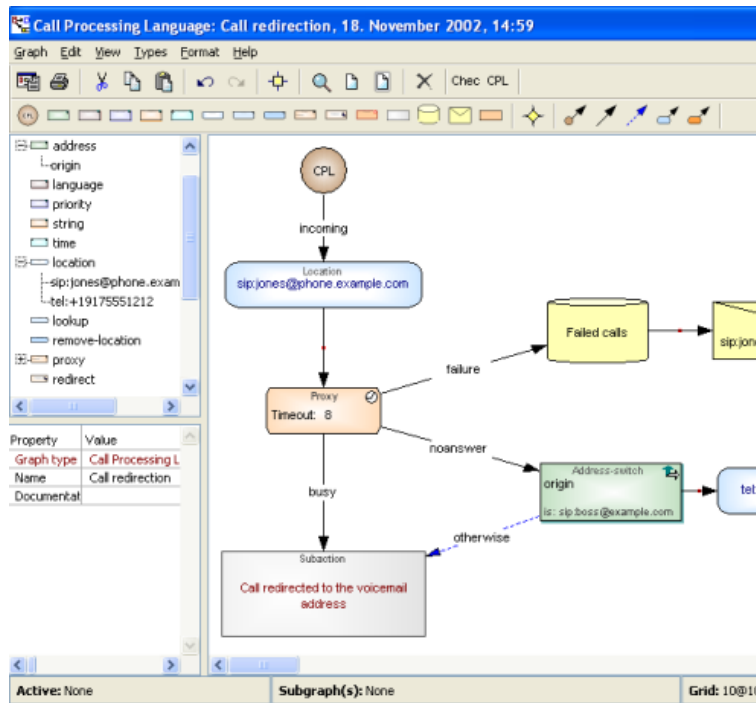 Call Processing Language: Call redirection, 18. November 2002, 14:59
Graph Edit View Types Format Help
Chec CPL
CPL
address
origin
language
priority
string
time
location
sip:jones@phone.exam
tel:+19175551212
lookup
remove-location
proxy
redirect
Property Value
Graph type Call Processing L
Name Call redirection
Documentat
CPL
incoming
Location
sip:jones@phone.example.com
Failed calls
sip:jone
failure
Proxy
Timeout: 8
noanswer
Address-switch
origin
is: sip:boss@example.com
tel:
busy
otherwise
Subaction
Call redirected to the voicemail
address
Active: None
Subgraph(s): None
Grid: 10@10